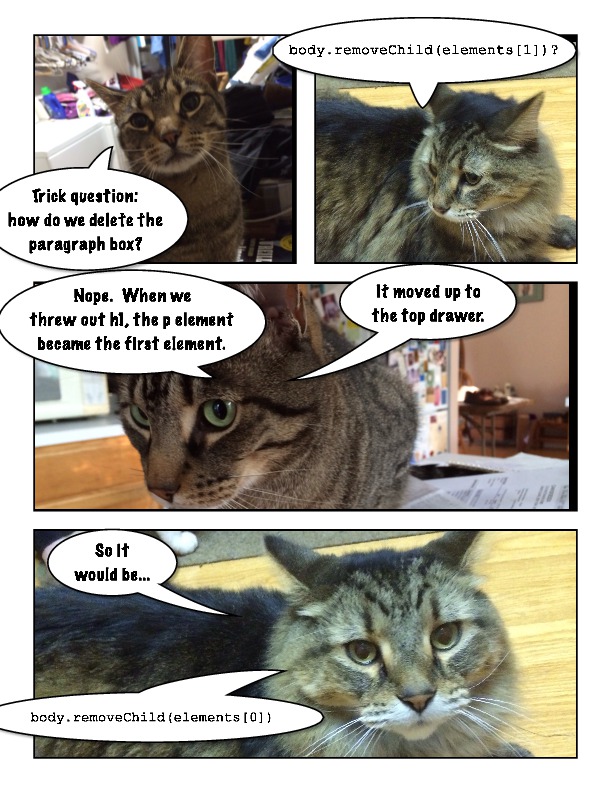 Trick question:
how do we delete the
paragraph box?
body.removeChild(elements[1])?
Nope. When we
threw out h1, the p element
became the first element.
It moved up to
the top drawer.
So it
would be...
body.removeChild(elements[0])